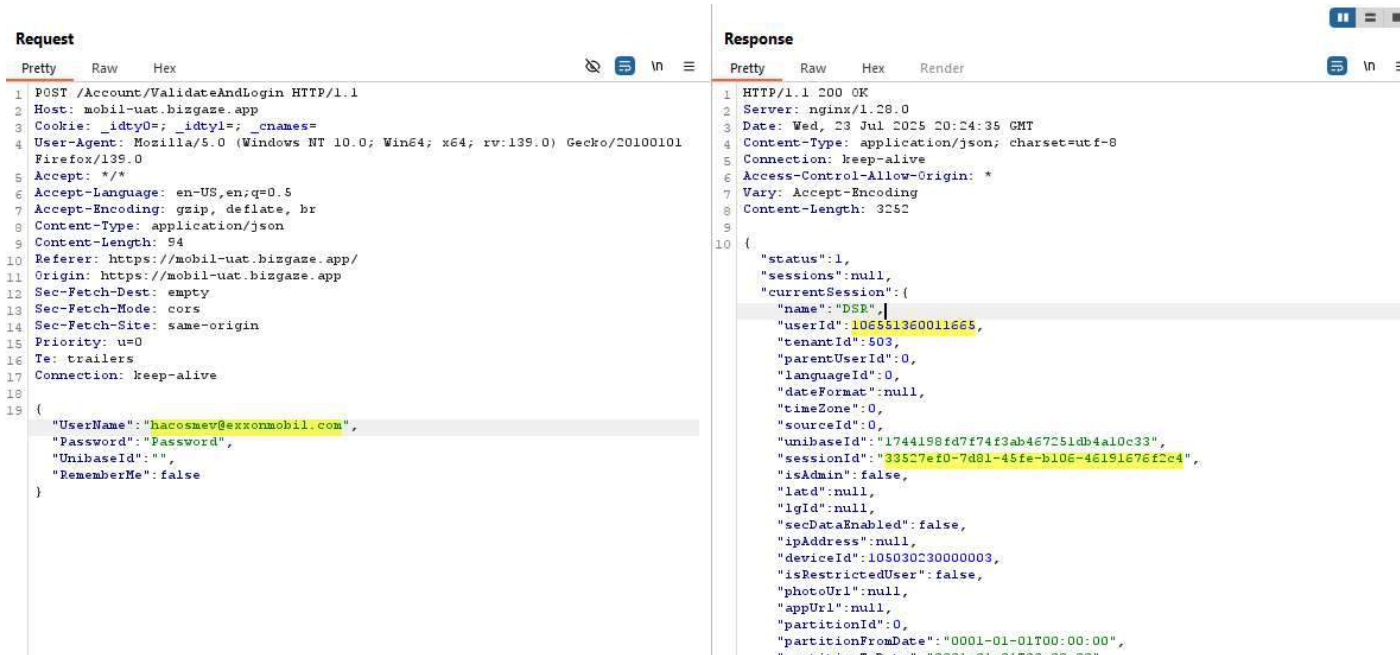 Request
Pretty Raw Hex
\n
1 POST /Account/ValidateAndLogin HTTP/1.1
2 Host: mobil-uat.bizgaze.app
3 Cookie: _idty0=; _idty1=; _cnames=
4 User-Agent: Mozilla/5.0 (Windows NT 10.0; Win64; x64; rv:139.0) Gecko/20100101
Firefox/139.0
5 Accept: */*
6 Accept-Language: en-US,en;q=0.5
7 Accept-Encoding: gzip, deflate, br
8 Content-Type: application/json
9 Content-Length: 94
10 Referer: https://mobil-uat.bizgaze.app/
11 Origin: https://mobil-uat.bizgaze.app
12 Sec-Fetch-Dest: empty
13 Sec-Fetch-Mode: cors
14 Sec-Fetch-Site: same-origin
15 Priority: u=0
16 Te: trailers
17 Connection: keep-alive
18
19 {
"UserName":"hacosmev@exxonmobil.com",
"Password":"Password",
"UnibaseId":"",
"RememberMe":false
}
Response
Pretty Raw Hex Render
\n
1 HTTP/1.1 200 OK
2 Server: nginx/1.28.0
3 Date: Wed, 23 Jul 2025 20:24:35 GMT
4 Content-Type: application/json; charset=utf-8
5 Connection: keep-alive
6 Access-Control-Allow-Origin: *
7 Vary: Accept-Encoding
8 Content-Length: 3252
9
10 {
"status":1,
"sessions":null,
"currentSession":{
"name":"DSR",
"userId":106551360011665,
"tenantId":503,
"parentUserId":0,
"languageId":0,
"dateFormat":null,
"timeZone":0,
"sourceId":0,
"unibaseId":"1744198fd7f74f3ab467251db4a10c33",
"sessionId":"33527ef0-7d81-45fe-b106-46191676f2c4",
"isAdmin":false,
"latd":null,
"lgId":null,
"secDataEnabled":false,
"ipAddress":null,
"deviceId":105030230000003,
"isRestrictedUser":false,
"photoUrl":null,
"appUrl":null,
"partitionId":0,
"partitionFromDate":"0001-01-01T00:00:00",